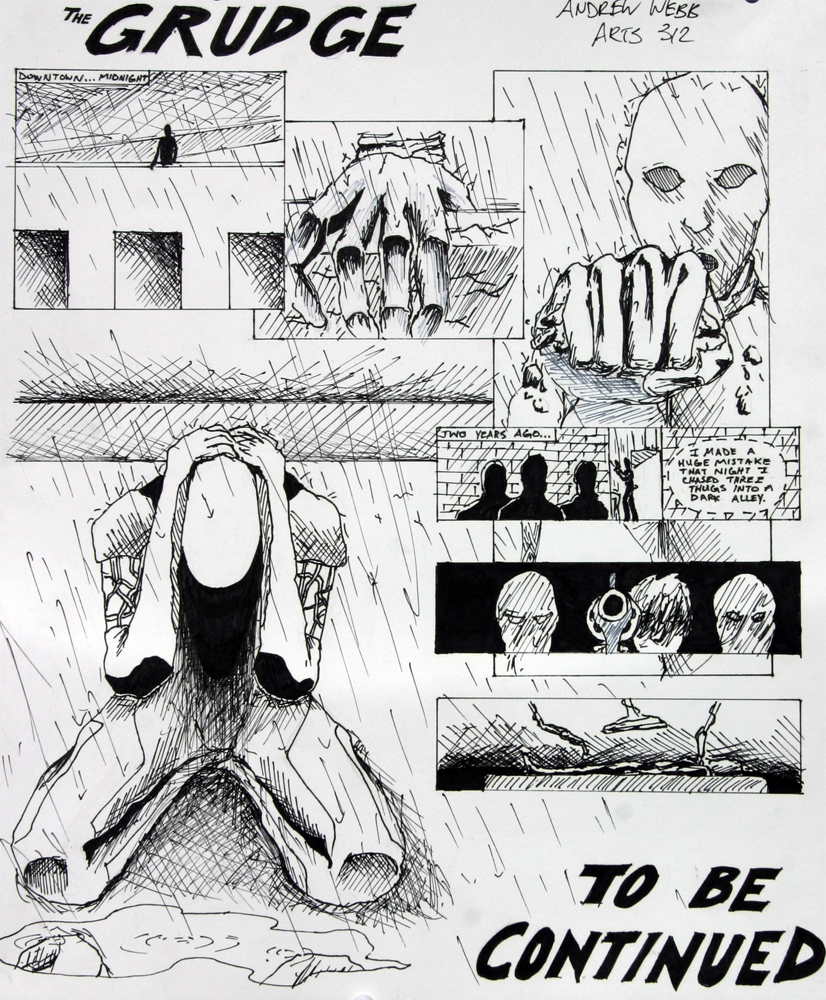 THE GRUDGE
ANDREW WEBB
ARTS 312
DOWNTOWN... MIDNIGHT
TWO YEARS AGO...
I MADE A
HUGE MISTAKE
THAT NIGHT I
CHASED THREE
THUGS INTO A
DARK ALLEY.
TO BE
CONTINUED